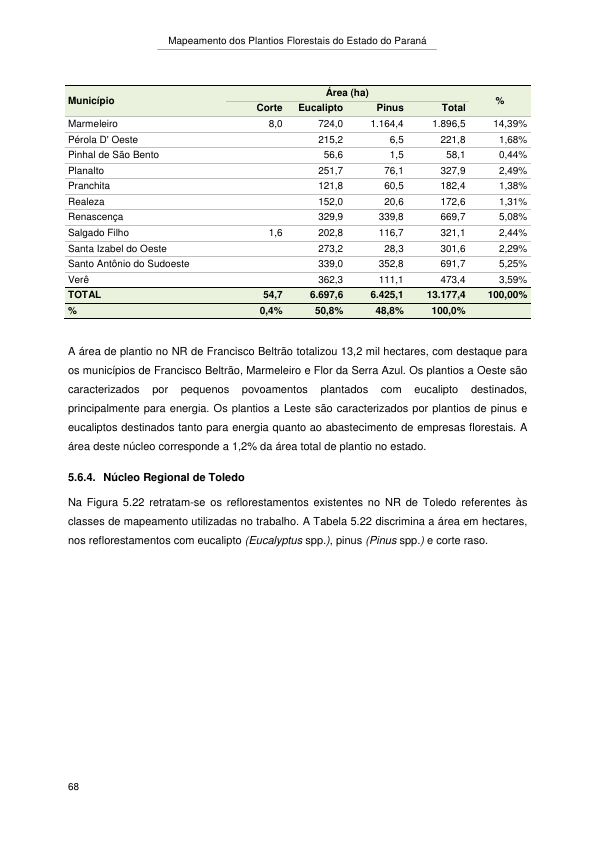 Mapeamento dos Plantios Florestais do Estado do Paraná
Município Área (ha) %
Corte Eucalipto Pinus Total
Marmeleiro 8,0 724,0 1.164,4 1.896,5 14,39%
Pérola D' Oeste 215,2 6,5 221,8 1,68%
Pinhal de São Bento 56,6 1,5 58,1 0,44%
Planalto 251,7 76,1 327,9 2,49%
Pranchita 121,8 60,5 182,4 1,38%
Realeza 152,0 20,6 172,6 1,31%
Renascença 329,9 339,8 669,7 5,08%
Salgado Filho 1,6 202,8 116,7 321,1 2,44%
Santa Izabel do Oeste 273,2 28,3 301,6 2,29%
Santo Antônio do Sudoeste 339,0 352,8 691,7 5,25%
Verê 362,3 111,1 473,4 3,59%
TOTAL 54,7 6.697,6 6.425,1 13.177,4 100,00%
% 0,4% 50,8% 48,8% 100,0%
A área de plantio no NR de Francisco Beltrão totalizou 13,2 mil hectares, com destaque para
os municípios de Francisco Beltrão, Marmeleiro e Flor da Serra Azul. Os plantios a Oeste são
caracterizados por pequenos povoamentos plantados com eucalipto destinados,
principalmente para energia. Os plantios a Leste são caracterizados por plantios de pinus e
eucaliptos destinados tanto para energia quanto ao abastecimento de empresas florestais. A
área deste núcleo corresponde a 1,2% da área total de plantio no estado.
5.6.4. Núcleo Regional de Toledo
Na Figura 5.22 retratam-se os reflorestamentos existentes no NR de Toledo referentes às
classes de mapeamento utilizadas no trabalho. A Tabela 5.22 discrimina a área em hectares,
nos reflorestamentos com eucalipto (Eucalyptus spp.), pinus (Pinus spp.) e corte raso.
68